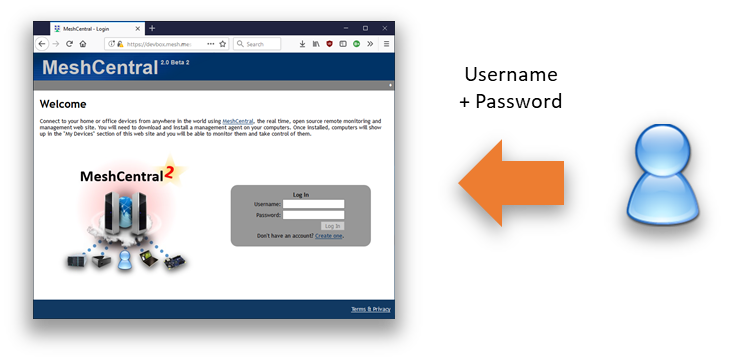 MeshCentral - Login
https://devbox.mesh.me
Search
MeshCentral 2.0 Beta 2
Welcome
Connect to your home or office devices from anywhere in the world using MeshCentral, the real time, open source remote monitoring and
management web site. You will need to download and install a management agent on your computers. Once installed, computers will show
up in the "My Devices" section of this web site and you will be able to monitor them and take control of them.
MeshCentral 2
Log In
Username:
Password:
Log In
Don't have an account? Create one.
Terms & Privacy
Username
+ Password